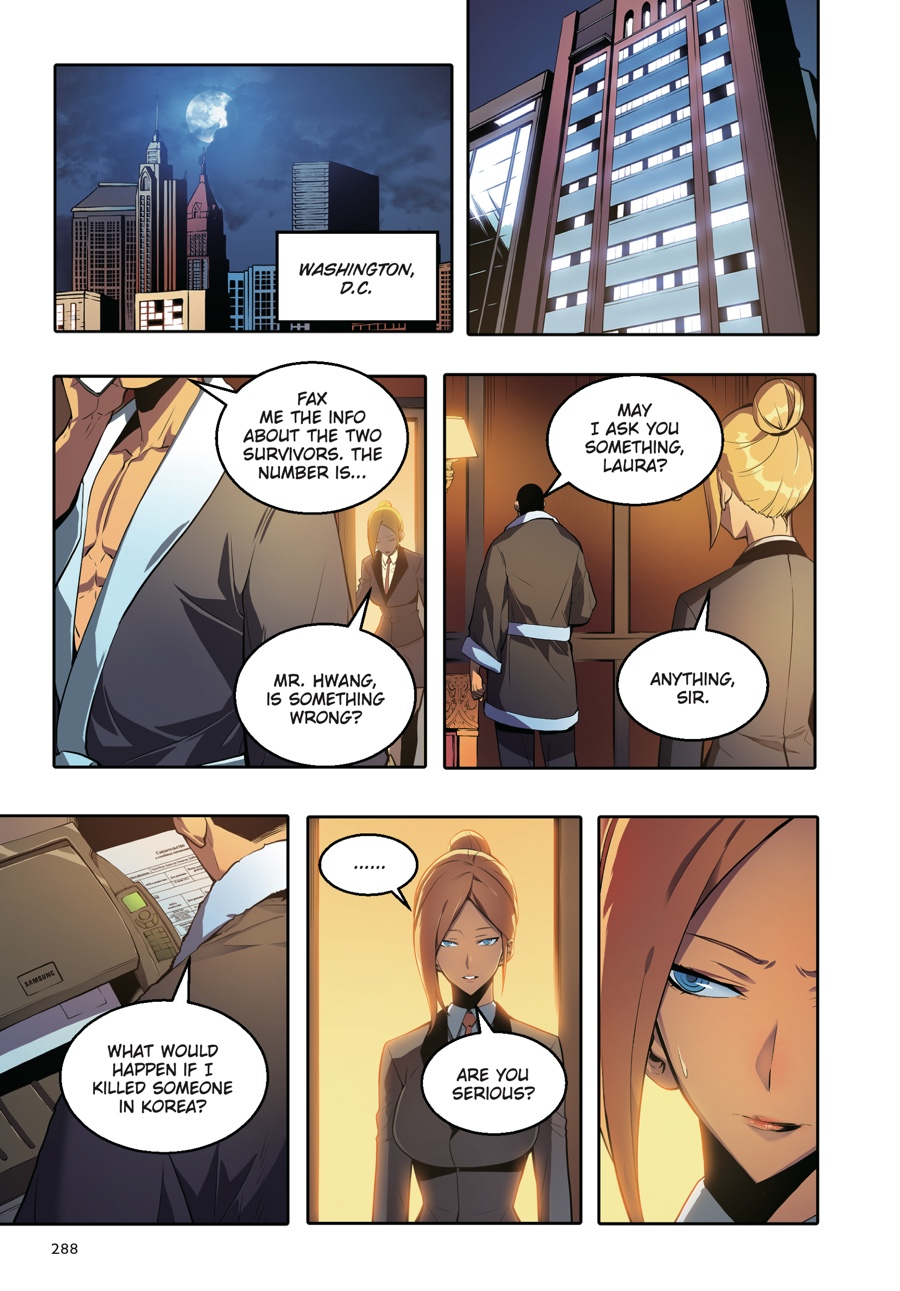 WASHINGTON,
D.C.
FAX
ME THE INFO
ABOUT THE TWO
SURVIVORS. THE
NUMBER IS...
MR. HWANG,
IS SOMETHING
WRONG?
MAY
I ASK YOU
SOMETHING,
LAURA?
ANYTHING,
SIR.
SAMSUNG
WHAT WOULD
HAPPEN IF I
KILLED SOMEONE
IN KOREA?
......
ARE YOU
SERIOUS?
288